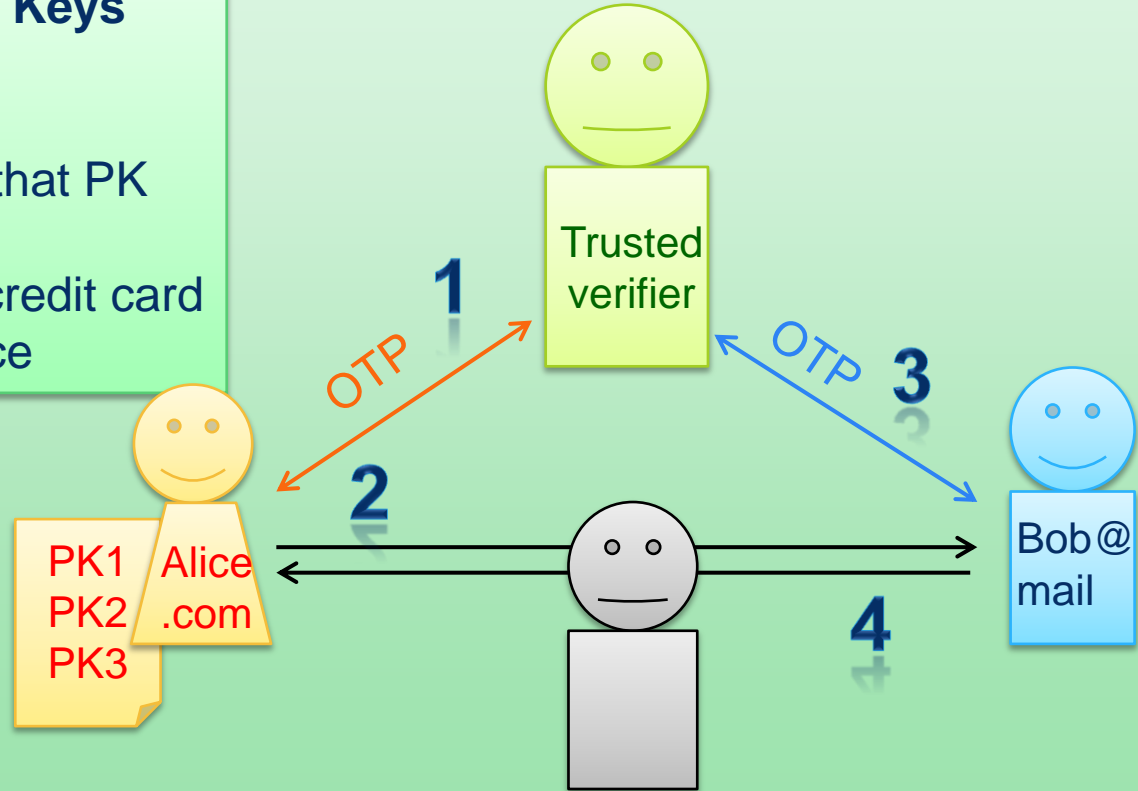 Keys
that PK
credit card
ce
Trusted
verifier
1
OTP
OTP
3
2
PK1
PK2
PK3
Alice
.com
Bob@
mail
4